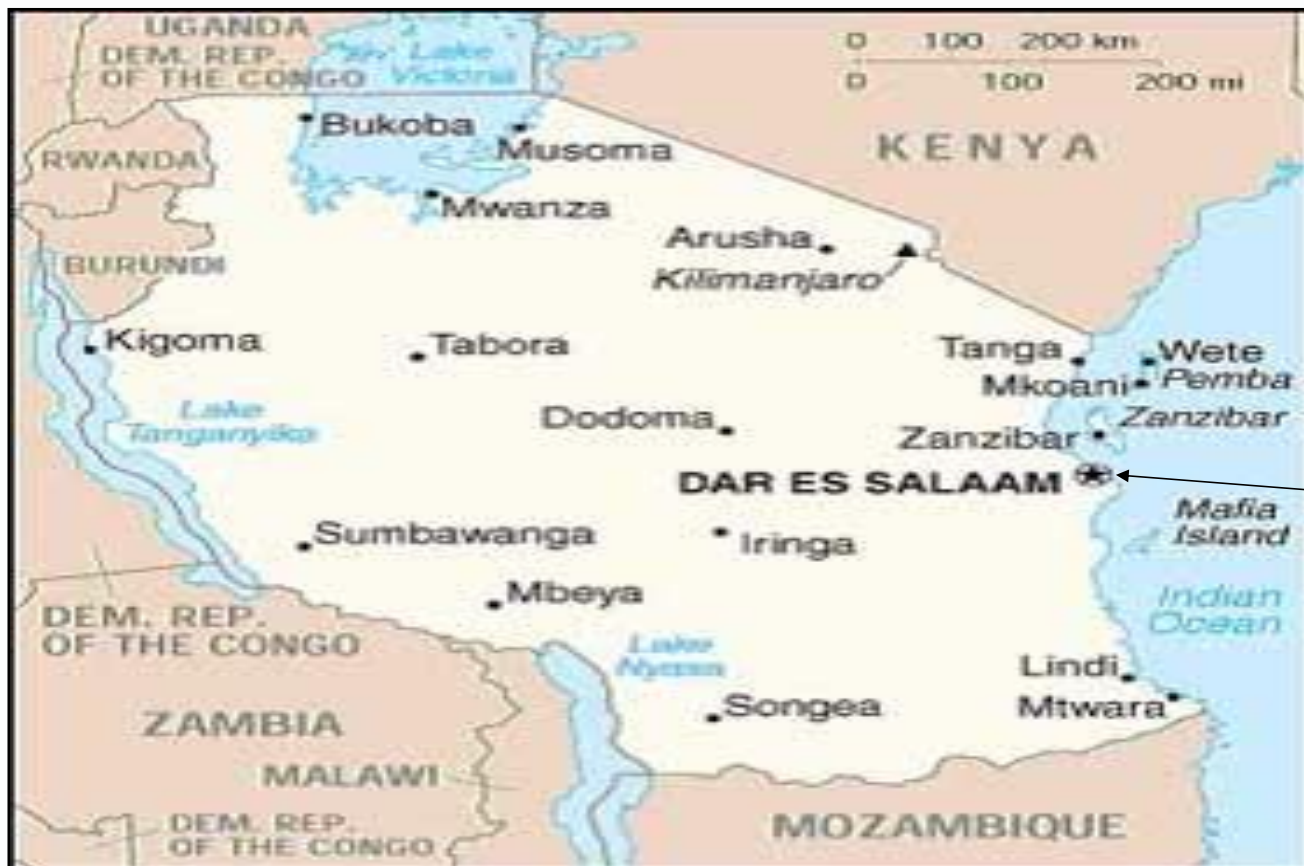 UGANDA
DEM. REP.
OF THE CONGO
Lake
Victoria
0 100 200 km
0 100 200 mi
KENYA
RWANDA
Bukoba
Musoma
Mwanza
BURUNDI
Arusha
Kilimanjaro
Kigoma
Tabora
Tanga
Wete
Mkoani
Pemba
Lake
Tanganyika
Dodoma
Zanzibar
Zanzibar
DAR ES SALAAM
Mafia
Island
Sumbawanga
Iringa
Mbeya
Indian
Ocean
DEM. REP.
OF THE CONGO
Lake
Nyasa
Lindi
Songea
Mtwara
ZAMBIA
MALAWI
DEM. REP.
OF THE CONGO
MOZAMBIQUE